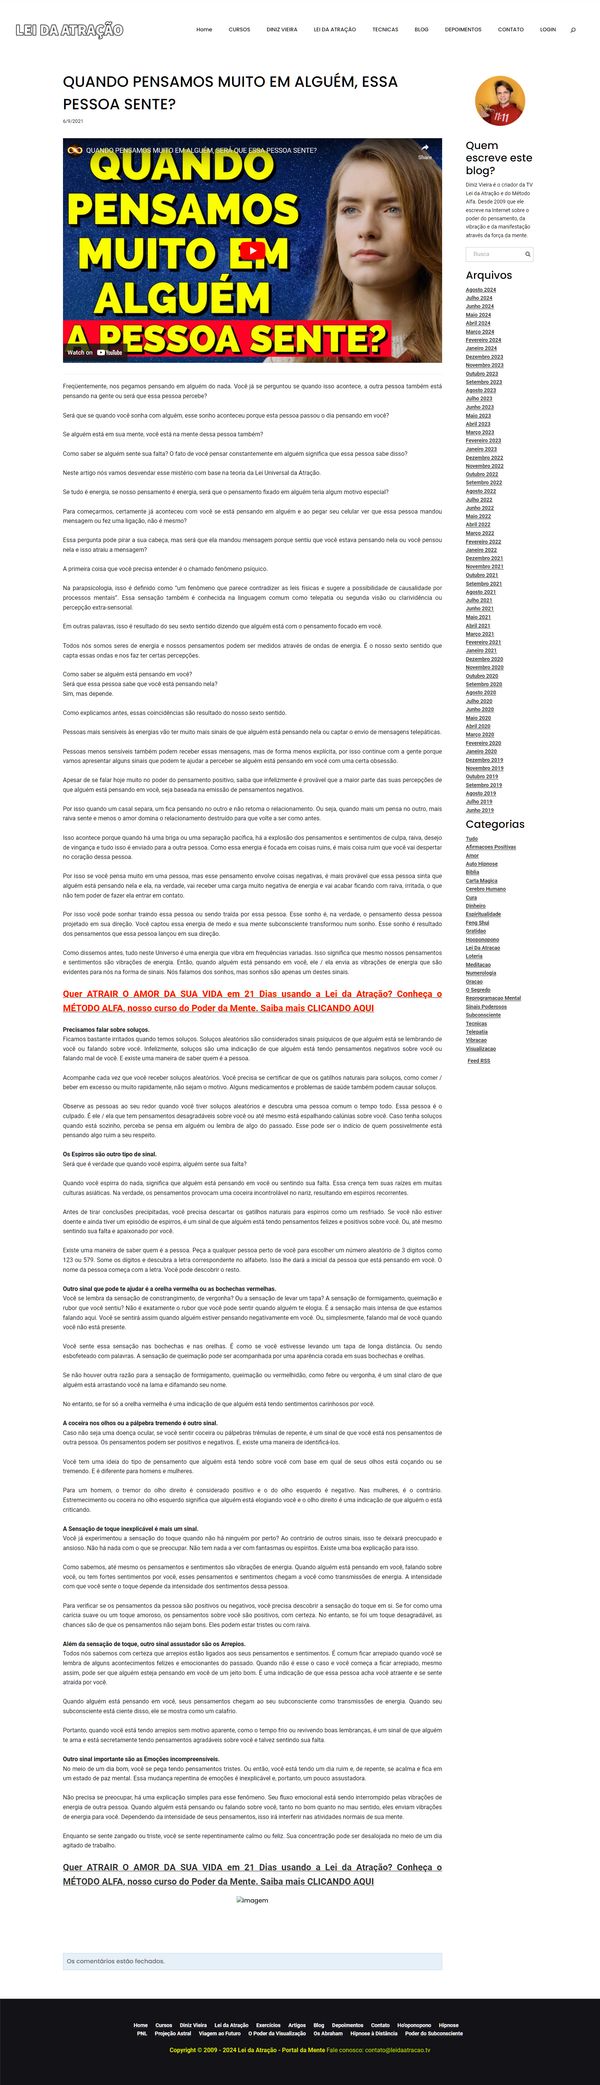 LEI DA ATRAÇÃO
Home CURSOS DINIZ VIEIRA LEI DA ATRAÇÃO TECNICAS BLOG DEPOIMENTOS CONTATO LOGIN
QUANDO PENSAMOS MUITO EM ALGUÉM, ESSA
PESSOA SENTE?
6/9/2021
QUANDO PENSAMOS MUITO EM ALGUÉM, SERÁ QUE ESSA PESSOA SENTE?
Share
QUANDO
PENSAMOS
MUITO EM
ALGUÉM
A PESSOA SENTE?
Watch on YouTube
Freqüentemente, nos pegamos pensando em alguém do nada. Você já se perguntou se quando isso acontece, a outra pessoa também está
pensando na gente ou será que essa pessoa percebe?
Será que se quando você sonha com alguém, esse sonho aconteceu porque esta pessoa passou o dia pensando em você?
Se alguém está em sua mente, você está na mente dessa pessoa também?
Como saber se alguém sente sua falta? O fato de você pensar constantemente em alguém significa que essa pessoa sabe disso?
Neste artigo nós vamos desvendar esse mistério com base na teoria da Lei Universal da Atração.
Se tudo é energia, se nosso pensamento é energia, será que o pensamento fixado em alguém teria algum motivo especial?
Para começarmos, certamente já aconteceu com você se está pensando em alguém e ao pegar seu celular ver que essa pessoa mandou
mensagem ou fez uma ligação, não é mesmo?
Essa pergunta pode pirar a sua cabeça, mas será que ela mandou mensagem porque sentiu que você estava pensando nela ou você pensou
nela e isso atraiu a mensagem?
A primeira coisa que você precisa entender é o chamado fenômeno psíquico.
Na parapsicologia, isso é definido como "um fenômeno que parece contradizer as leis físicas e sugere a possibilidade de causalidade por
processos mentais". Essa sensação também é conhecida na linguagem comum como telepatia ou segunda visão ou clarividência ou
percepção extra-sensorial.
Em outras palavras, isso é resultado do seu sexto sentido dizendo que alguém está com o pensamento focado em você.
Todos nós somos seres de energia e nossos pensamentos podem ser medidos através de ondas de energia. É o nosso sexto sentido que
capta essas ondas e nos faz ter certas percepções.
Como saber se alguém está pensando em você?
Será que essa pessoa sabe que você está pensando nela?
Sim, mas depende.
Como explicamos antes, essas coincidências são resultado do nosso sexto sentido.
Pessoas mais sensíveis às energias vão ter muito mais sinais de que alguém está pensando nela ou captar o envio de mensagens telepáticas.
Pessoas menos sensíveis também podem receber essas mensagens, mas de forma menos explícita, por isso continue com a gente porque
vamos apresentar alguns sinais que podem te ajudar a perceber se alguém está pensando em você com uma certa obsessão.
Apesar de se falar hoje muito no poder do pensamento positivo, saiba que infelizmente é provável que a maior parte das suas percepções de
que alguém está pensando em você, seja baseada na emissão de pensamentos negativos.
Por isso quando um casal separa, um fica pensando no outro e não retoma o relacionamento. Ou seja, quando mais um pensa no outro, mais
raiva sente e menos o amor domina o relacionamento destruído para que volte a ser como antes.
Isso acontece porque quando há uma briga ou uma separação pacífica, há a explosão dos pensamentos e sentimentos de culpa, raiva, desejo
de vingança e tudo isso é enviado para a outra pessoa. Como essa energia é focada em coisas ruins, é mais coisa ruim que você vai despertar
no coração dessa pessoa.
Por isso se você pensa muito em uma pessoa, mas esse pensamento envolve coisas negativas, é mais provável que essa pessoa sinta que
alguém está pensando nela e ela, na verdade, vai receber uma carga muito negativa de energia e vai acabar ficando com raiva, irritada, o que
não tem poder de fazer ela entrar em contato.
Por isso você pode sonhar traindo essa pessoa ou sendo traída por essa pessoa. Esse sonho é, na verdade, o pensamento dessa pessoa
projetado em sua direção. Você captou essa energia de medo e sua mente subconsciente transformou num sonho. Esse sonho é resultado
dos pensamentos que essa pessoa lançou em sua direção.
Como dissemos antes, tudo neste Universo é uma energia que vibra em frequências variadas. Isso significa que mesmo nossos pensamentos
e sentimentos são vibrações de energia. Então, quando alguém está pensando em você, ele / ela envia as vibrações de energia que são
evidentes para nós na forma de sinais. Nós falamos dos sonhos, mas sonhos são apenas um destes sinais.
Quer ATRAIR O AMOR DA SUA VIDA em 21 Dias usando a Lei da Atração? Conheça o
MÉTODO ALFA, nosso curso do Poder da Mente. Saiba mais CLICANDO AQUI
Precisamos falar sobre soluços.
Ficamos bastante irritados quando temos soluços. Soluços aleatórios são considerados sinais psíquicos de que alguém está se lembrando de
você ou falando sobre você. Infelizmente, soluços são uma indicação de que alguém está tendo pensamentos negativos sobre você ou
falando mal de você. E existe uma maneira de saber quem é a pessoa.
Acompanhe cada vez que você receber soluços aleatórios. Você precisa se certificar de que os gatilhos naturais para soluços, como comer /
beber em excesso ou muito rapidamente, não sejam o motivo. Alguns medicamentos e problemas de saúde também podem causar soluços.
Observe as pessoas ao seu redor quando você tiver soluços aleatórios e descubra uma pessoa comum o tempo todo. Essa pessoa é o
culpado. É ele / ela que tem pensamentos desagradáveis sobre você ou até mesmo está espalhando calúnias sobre você. Caso tenha soluços
quando está sozinho, perceba se pensa em alguém ou lembra de algo do passado. Esse pode ser o indício de quem possivelmente está
pensando algo ruim a seu respeito.
Os Espirros são outro tipo de sinal.
Será que é verdade que quando você espirra, alguém sente sua falta?
Quando você espirra do nada, significa que alguém está pensando em você ou sentindo sua falta. Essa crença tem suas raízes em muitas
culturas asiáticas. Na verdade, os pensamentos provocam uma coceira incontrolável no nariz, resultando em espirros recorrentes.
Antes de tirar conclusões precipitadas, você precisa descartar os gatilhos naturais para espirros como um resfriado. Se você não estiver
doente e ainda tiver um episódio de espirros, é um sinal de que alguém está tendo pensamentos felizes e positivos sobre você. Ou, até mesmo
sentindo sua falta e apaixonado por você.
Existe uma maneira de saber quem é a pessoa. Peça a qualquer pessoa perto de você para escolher um número aleatório de 3 dígitos como
123 ou 579. Some os dígitos e descubra a letra correspondente no alfabeto. Isso lhe dará a inicial da pessoa que está pensando em você. O
nome da pessoa começa com a letra. Você pode descobrir o resto.
Outro sinal que pode te ajudar é a orelha vermelha ou as bochechas vermelhas.
Você se lembra da sensação de constrangimento, de vergonha? Ou a sensação de levar um tapa? A sensação de formigamento, queimação e
rubor que você sentiu? Não é exatamente o rubor que você pode sentir quando alguém te elogia. É a sensação mais intensa de que estamos
falando aqui. Você se sentirá assim quando alguém estiver pensando negativamente em você. Ou, simplesmente, falando mal de você quando
você não está presente.
Você sente essa sensação nas bochechas e nas orelhas. É como se você estivesse levando um tapa de longa distância. Ou sendo
esbofeteado com palavras. A sensação de queimação pode ser acompanhada por uma aparência corada em suas bochechas e orelhas.
Se não houver outra razão para a sensação de formigamento, queimação ou vermelhidão, como febre ou vergonha, é um sinal claro de que
alguém está arrastando você na lama e difamando seu nome.
No entanto, se for só a orelha vermelha é uma indicação de que alguém está tendo sentimentos carinhosos por você.
A coceira nos olhos ou a pálpebra tremendo é outro sinal.
Caso não seja uma doença ocular, se você sentir coceira ou pálpebras trêmulas de repente, é um sinal de que você está nos pensamentos de
outra pessoa. Os pensamentos podem ser positivos e negativos. E, existe uma maneira de identificá-los.
Você tem uma ideia do tipo de pensamento que alguém está tendo sobre você com base em qual de seus olhos está coçando ou se
tremendo. E é diferente para homens e mulheres.
Para um homem, o tremor do olho direito é considerado positivo e o do olho esquerdo é negativo. Nas mulheres, é o contrário.
Estremecimento ou coceira no olho esquerdo significa que alguém está elogiando você e o olho direito é uma indicação de que alguém o está
criticando.
A Sensação de toque inexplicável é mais um sinal.
Você já experimentou a sensação do toque quando não há ninguém por perto? Ao contrário de outros sinais, isso te deixará preocupado e
ansioso. Não há nada com o que se preocupar. Não tem nada a ver com fantasmas ou espíritos. Existe uma boa explicação para isso.
Como sabemos, até mesmo os pensamentos e sentimentos são vibrações de energia. Quando alguém está pensando em você, falando sobre
você, ou tem fortes sentimentos por você, esses pensamentos e sentimentos chegam a você como transmissões de energia. A intensidade
com que você sente o toque depende da intensidade dos sentimentos dessa pessoa.
Para verificar se os pensamentos da pessoa são positivos ou negativos, você precisa descobrir a sensação do toque em si. Se for como uma
carícia suave ou um toque amoroso, os pensamentos sobre você são positivos, com certeza. No entanto, se foi um toque desagradável, as
chances são de que os pensamentos não sejam bons. Eles podem estar tristes ou com raiva.
Além da sensação de toque, outro sinal assustador são os Arrepios.
Todos nós sabemos com certeza que arrepios estão ligados aos seus pensamentos e sentimentos. É comum ficar arrepiado quando você se
lembra de alguns acontecimentos felizes e emocionantes do passado. Quando não é esse o caso e você começa a ficar arrepiado, mesmo
assim, pode ser que alguém esteja pensando em você de um jeito bom. É uma indicação de que essa pessoa acha você atraente e se sente
atraída por você.
Quando alguém está pensando em você, seus pensamentos chegam ao seu subconsciente como transmissões de energia. Quando seu
subconsciente está ciente disso, ele se mostra como um calafrio.
Portanto, quando você está tendo arrepios sem motivo aparente, como o tempo frio ou revivendo boas lembranças, é um sinal de que alguém
te ama e está secretamente tendo pensamentos agradáveis sobre você e talvez sentindo sua falta.
Outro sinal importante são as Emoções incompreensíveis.
No meio de um dia bom, você se pega tendo pensamentos tristes. Ou então, você está tendo um dia ruim e, de repente, se acalma e fica em
um estado de paz mental. Essa mudança repentina de emoções é inexplicável e, portanto, um pouco assustadora.
Não precisa se preocupar, há uma explicação simples para esse fenômeno. Seu fluxo emocional está sendo interrompido pelas vibrações de
energia de outra pessoa. Quando alguém está pensando ou falando sobre você, tanto no bom quanto no mau sentido, eles enviam vibrações
de energia para você. Dependendo da intensidade de seus pensamentos, isso irá interferir nas atividades normais de sua mente.
Enquanto se sente zangado ou triste, você se sente repentinamente calmo ou feliz. Sua concentração pode ser desalojada no meio de um dia
agitado de trabalho.
Quer ATRAIR O AMOR DA SUA VIDA em 21 Dias usando a Lei da Atração? Conheça o
MÉTODO ALFA, nosso curso do Poder da Mente. Saiba mais CLICANDO AQUI
Imagem
Os comentários estão fechados.
11:11
Quem
escreve este
blog?
Diniz Vieira é o criador da TV
Lei da Atração e do Método
Alfa. Desde 2009 que ele
escreve na Internet sobre o
poder do pensamento, da
vibração e da manifestação
através da força da mente.
Busca
Arquivos
Agosto 2024
Julho 2024
Junho 2024
Maio 2024
Abril 2024
Março 2024
Fevereiro 2024
Janeiro 2024
Dezembro 2023
Novembro 2023
Outubro 2023
Setembro 2023
Agosto 2023
Julho 2023
Junho 2023
Maio 2023
Abril 2023
Março 2023
Fevereiro 2023
Janeiro 2023
Dezembro 2022
Novembro 2022
Outubro 2022
Setembro 2022
Agosto 2022
Julho 2022
Junho 2022
Maio 2022
Abril 2022
Março 2022
Fevereiro 2022
Janeiro 2022
Dezembro 2021
Novembro 2021
Outubro 2021
Setembro 2021
Agosto 2021
Julho 2021
Junho 2021
Maio 2021
Abril 2021
Março 2021
Fevereiro 2021
Janeiro 2021
Dezembro 2020
Novembro 2020
Outubro 2020
Setembro 2020
Agosto 2020
Julho 2020
Junho 2020
Maio 2020
Abril 2020
Março 2020
Fevereiro 2020
Janeiro 2020
Dezembro 2019
Novembro 2019
Outubro 2019
Setembro 2019
Agosto 2019
Julho 2019
Junho 2019
Categorias
Tudo
Afirmacoes Positivas
Amor
Auto Hipnose
Biblia
Carta Magica
Cerebro Humano
Cura
Dinheiro
Espiritualidade
Feng Shui
Gratidao
Hooponopono
Lei Da Atracao
Loteria
Meditacao
Numerologia
Oracao
O Segredo
Reprogramacao Mental
Sinais Poderosos
Subconsciente
Tecnicas
Telepatia
Vibracao
Visualizacao
Feed RSS
Home Cursos Diniz Vieira Lei da Atração Exercícios Artigos Blog Depoimentos Contato Ho'oponopono Hipnose
PNL Projeção Astral Viagem ao Futuro O Poder da Visualização Os Abraham Hipnose à Distância Poder do Subconsciente
Copyright © 2009 - 2024 Lei da Atração - Portal da Mente Fale conosco: contato@leidaatracao.tv